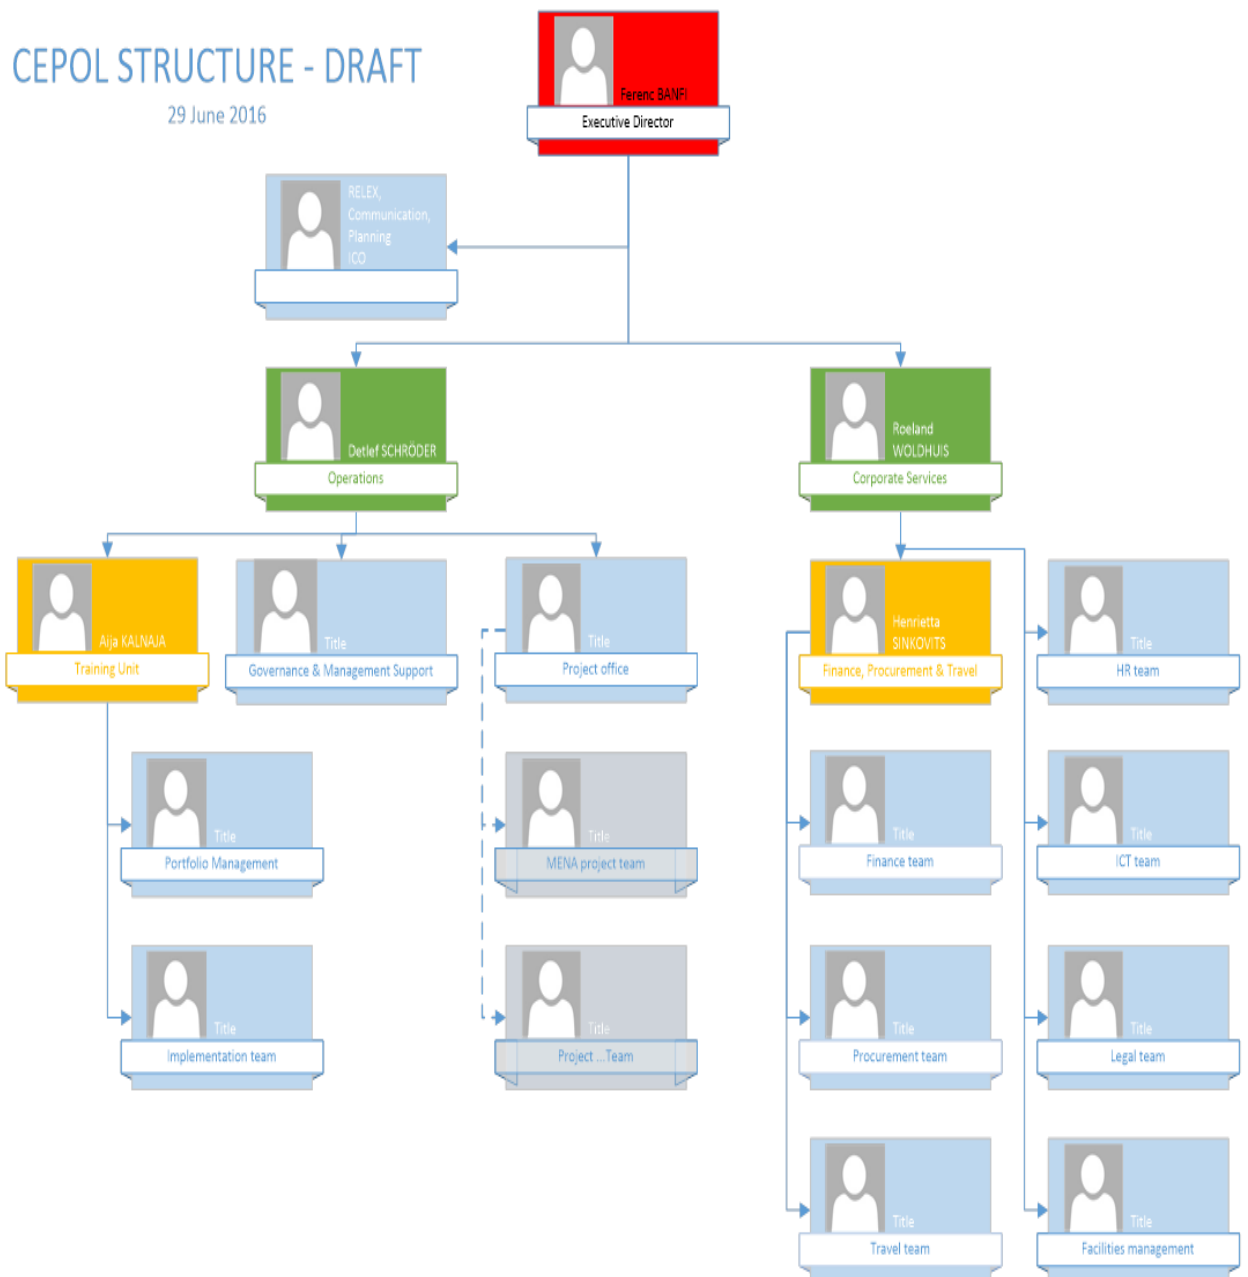 CEPOL STRUCTURE - DRAFT
29 June 2016
Ferenc BANFI
Executive Director
RELEX,
Communication,
Planning
ICO
Detlef SCHRÖDER
Operations
Roeland
WOLDHUIS
Corporate Services
Aija KALNAJA
Training Unit
Title
Governance & Management Support
Title
Project office
Henrietta
SINKOVITS
Finance, Procurement & Travel
Title
HR team
Title
Portfolio Management
Title
MENA project team
Title
Finance team
Title
ICT team
Title
Implementation team
Title
Project ...Team
Title
Procurement team
Title
Legal team
Title
Travel team
Title
Facilities management